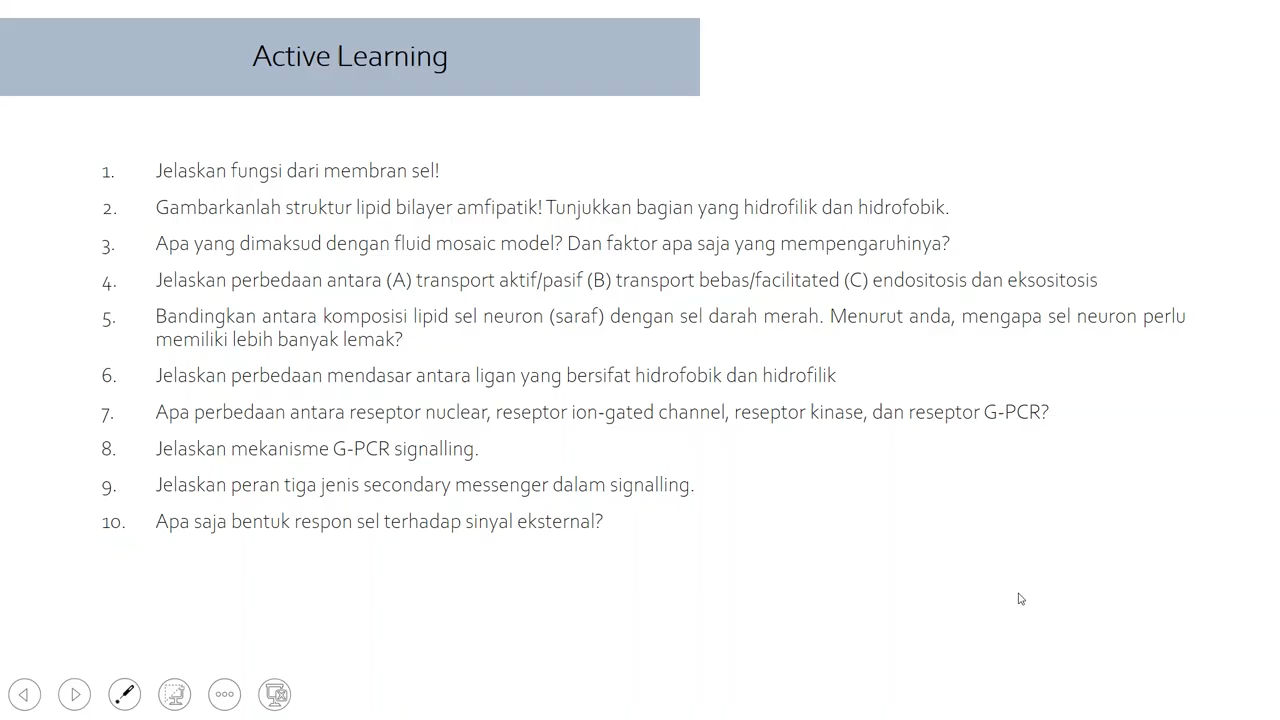 Active Learning
1. Jelaskan fungsi dari membran sel!
2. Gambarkanlah struktur lipid bilayer amfipatik! Tunjukkan bagian yang hidrofilik dan hidrofobik.
3. Apa yang dimaksud dengan fluid mosaic model? Dan faktor apa saja yang mempengaruhinya?
4. Jelaskan perbedaan antara (A) transport aktif/pasif (B) transport bebas/facilitated (C) endositosis dan eksositosis
5. Bandingkan antara komposisi lipid sel neuron (saraf) dengan sel darah merah. Menurut anda, mengapa sel neuron perlu
memiliki lebih banyak lemak?
6. Jelaskan perbedaan mendasar antara ligan yang bersifat hidrofobik dan hidrofilik
7. Apa perbedaan antara reseptor nuclear, reseptor ion-gated channel, reseptor kinase, dan reseptor G-PCR?
8. Jelaskan mekanisme G-PCR signalling.
9. Jelaskan peran tiga jenis secondary messenger dalam signalling.
10. Apa saja bentuk respon sel terhadap sinyal eksternal?